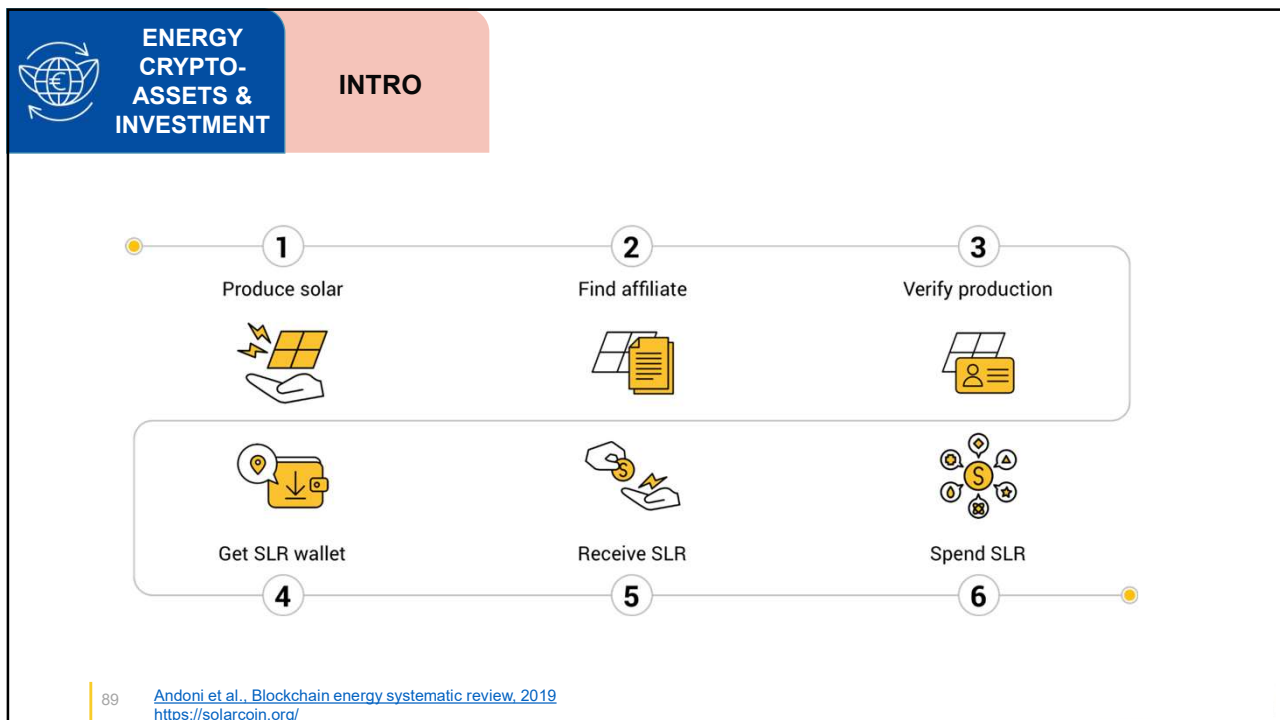 ENERGY
CRYPTO-
ASSETS &
INVESTMENT
€
INTRO
1
2
3
Produce solar
Find affiliate
Verify production
S
S
Get SLR wallet
Receive SLR
Spend SLR
4
5
6
89
Andoni et al., Blockchain energy systematic review, 2019
https://solarcoin.org/